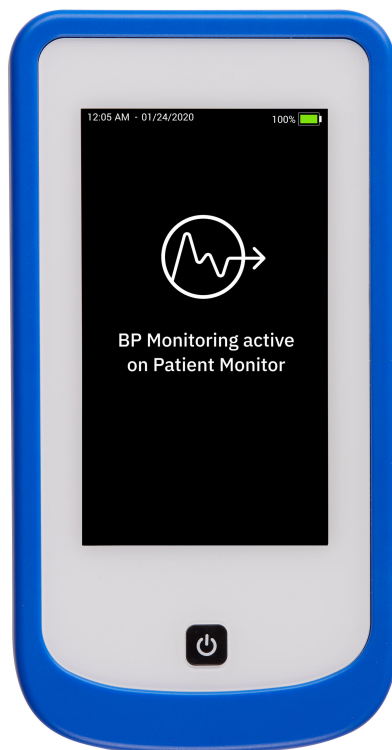 12:05 AM - 01/24/2020 100%
BP Monitoring active
on Patient Monitor